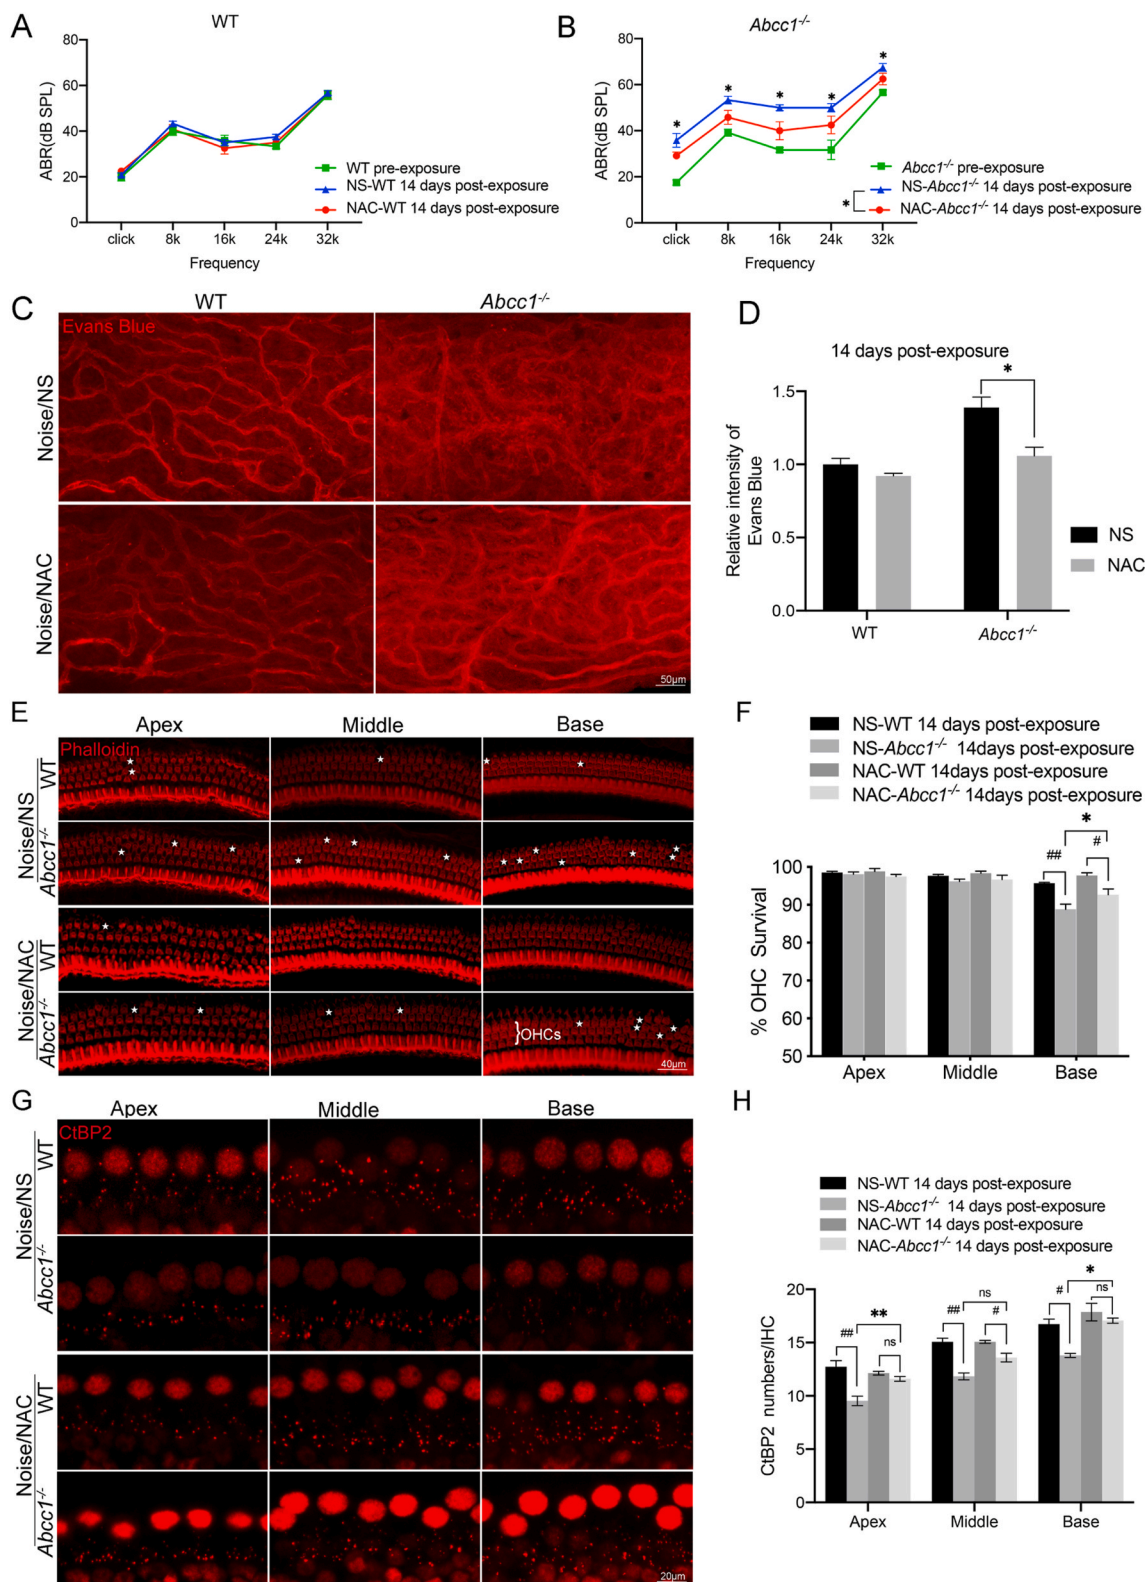 A
WT
80
60
40
20
0
ABR(dB SPL)
click 8k 16k 24k 32k
Frequency
WT pre-exposure
NS-WT 14 days post-exposure
NAC-WT 14 days post-exposure
B
Abcc1-/-
80
60
40
20
0
ABR(dB SPL)
* * * * *
click 8k 16k 24k 32k
Frequency
Abcc1-/- pre-exposure
NS-Abcc1-/- 14 days post-exposure
*
NAC-Abcc1-/- 14 days post-exposure
C
WT Abcc1-/-
Evans Blue
Noise/NS
Noise/NAC
50μm
D
14 days post-exposure
*
1.5
1.0
0.5
0.0
Relative intensity of
Evans Blue
WT Abcc1-/-
NS
NAC
E
Apex Middle Base
Phalloidin
Noise/NS
WT
Abcc1-/-
Noise/NAC
WT
Abcc1-/-
}OHCs
40μm
F
NS-WT 14 days post-exposure
NS-Abcc1-/- 14days post-exposure
NAC-WT 14days post-exposure
NAC-Abcc1-/- 14days post-exposure
*
## #
100
90
80
70
60
50
% OHC Survival
Apex Middle Base
G
Apex Middle Base
CtBP2
Noise/NS
WT
Abcc1-/-
Noise/NAC
WT
Abcc1-/-
20μm
H
NS-WT 14 days post-exposure
NS-Abcc1-/- 14 days post-exposure
NAC-WT 14 days post-exposure
NAC-Abcc1-/- 14 days post-exposure
20
15
10
5
0
CtBP2 numbers/IHC
** ns *
## ns ## # # ns
Apex Middle Base